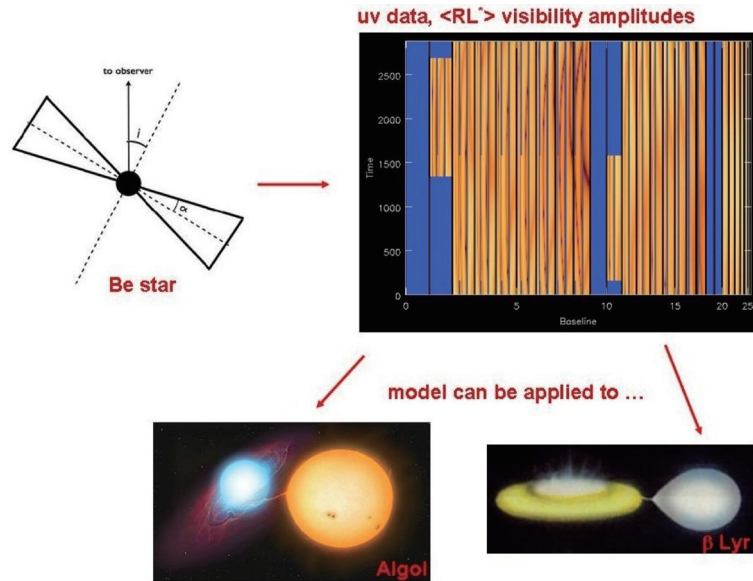 uv data, <RL*> visibility amplitudes
to observer
i
α
Be star
Time
2500
2000
1500
1000
500
0
0 5 10 15 20 25
Baseline
model can be applied to ...
Algol
β Lyr